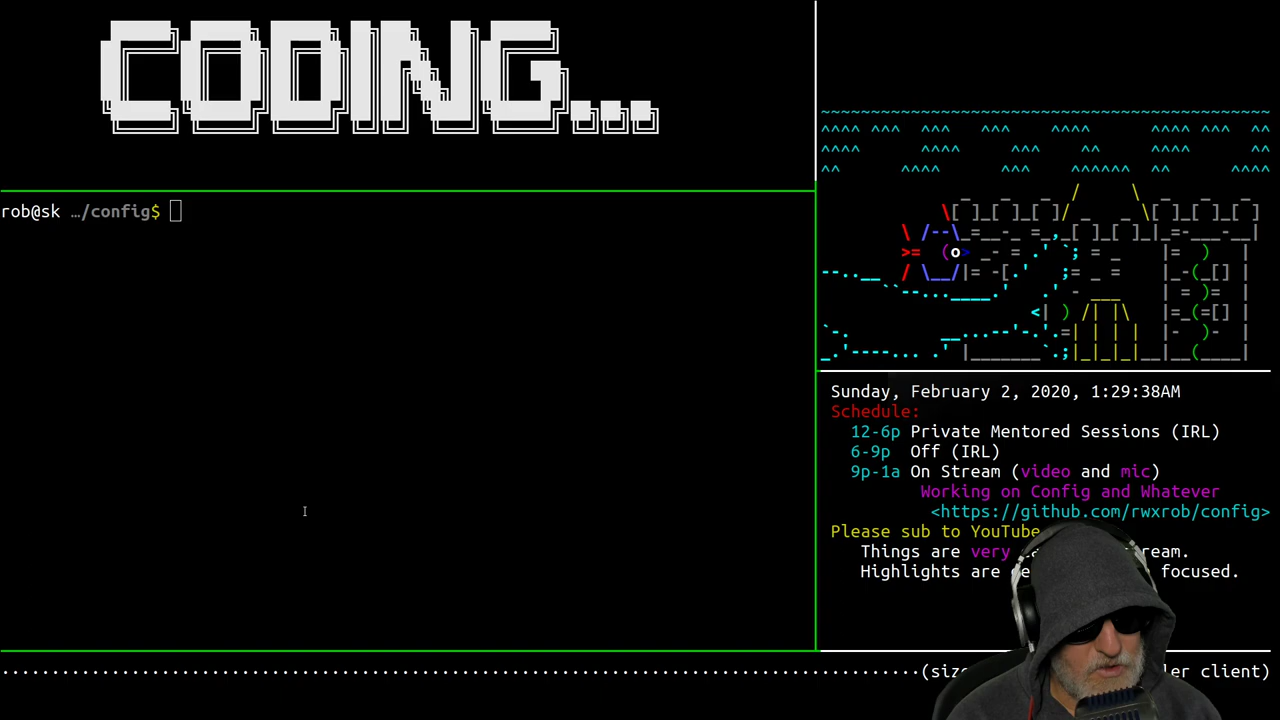 CODING...
rob@sk …/config$
Sunday, February 2, 2020, 1:29:38AM
Schedule:
12-6p Private Mentored Sessions (IRL)
6-9p Off (IRL)
9p-1a On Stream (video and mic)
Working on Config and Whatever
<https://github.com/rwxrob/config>
Please sub to YouTube
Things are very
Highlights are focused.
client)